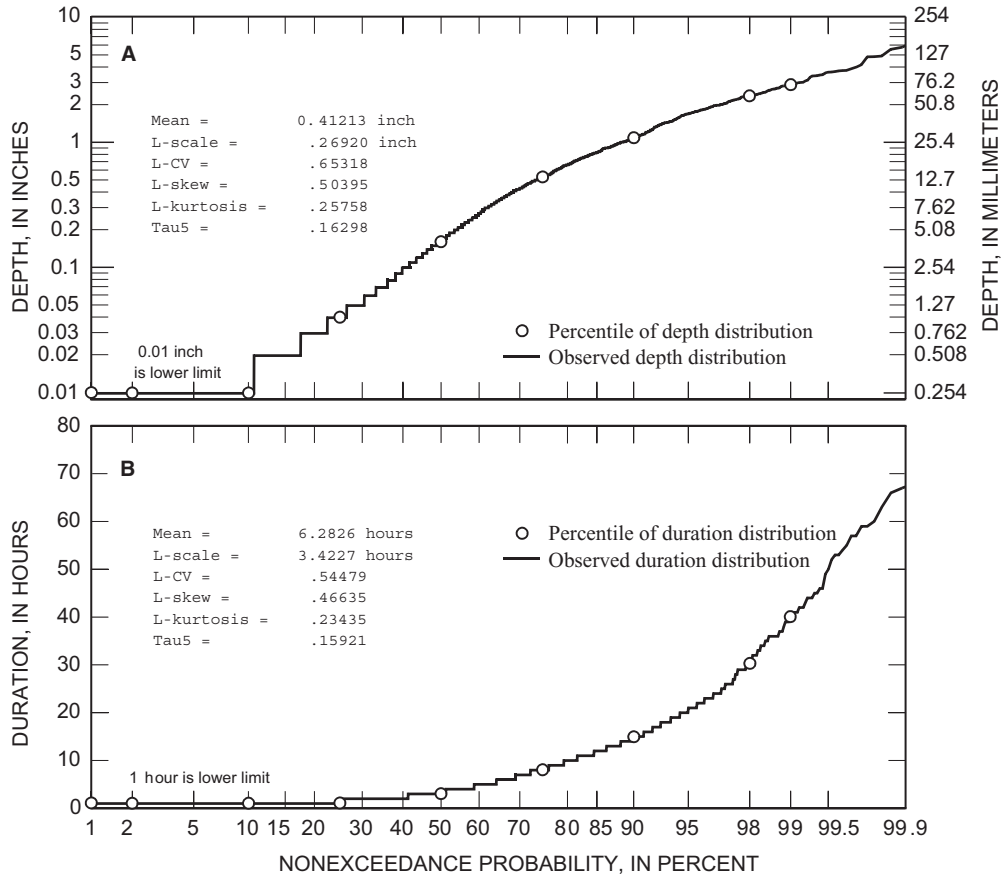 A
DEPTH, IN INCHES
10
5
3
2
1
0.5
0.3
0.2
0.1
0.05
0.03
0.02
0.01
Mean = 0.41213 inch
L-scale = .26920 inch
L-CV = .65318
L-skew = .50395
L-kurtosis = .25758
Tau5 = .16298
0.01 inch
is lower limit
Percentile of depth distribution
Observed depth distribution
254
127
76.2
50.8
25.4
12.7
7.62
5.08
2.54
1.27
0.762
0.508
0.254
DEPTH, IN MILLIMETERS
B
DURATION, IN HOURS
80
70
60
50
40
30
20
10
0
Mean = 6.2826 hours
L-scale = 3.4227 hours
L-CV = .54479
L-skew = .46635
L-kurtosis = .23435
Tau5 = .15921
Percentile of duration distribution
Observed duration distribution
1 hour is lower limit
1 2 5 10 15 20 30 40 50 60 70 80 85 90 95 98 99 99.5 99.9
NONEXCEEDANCE PROBABILITY, IN PERCENT